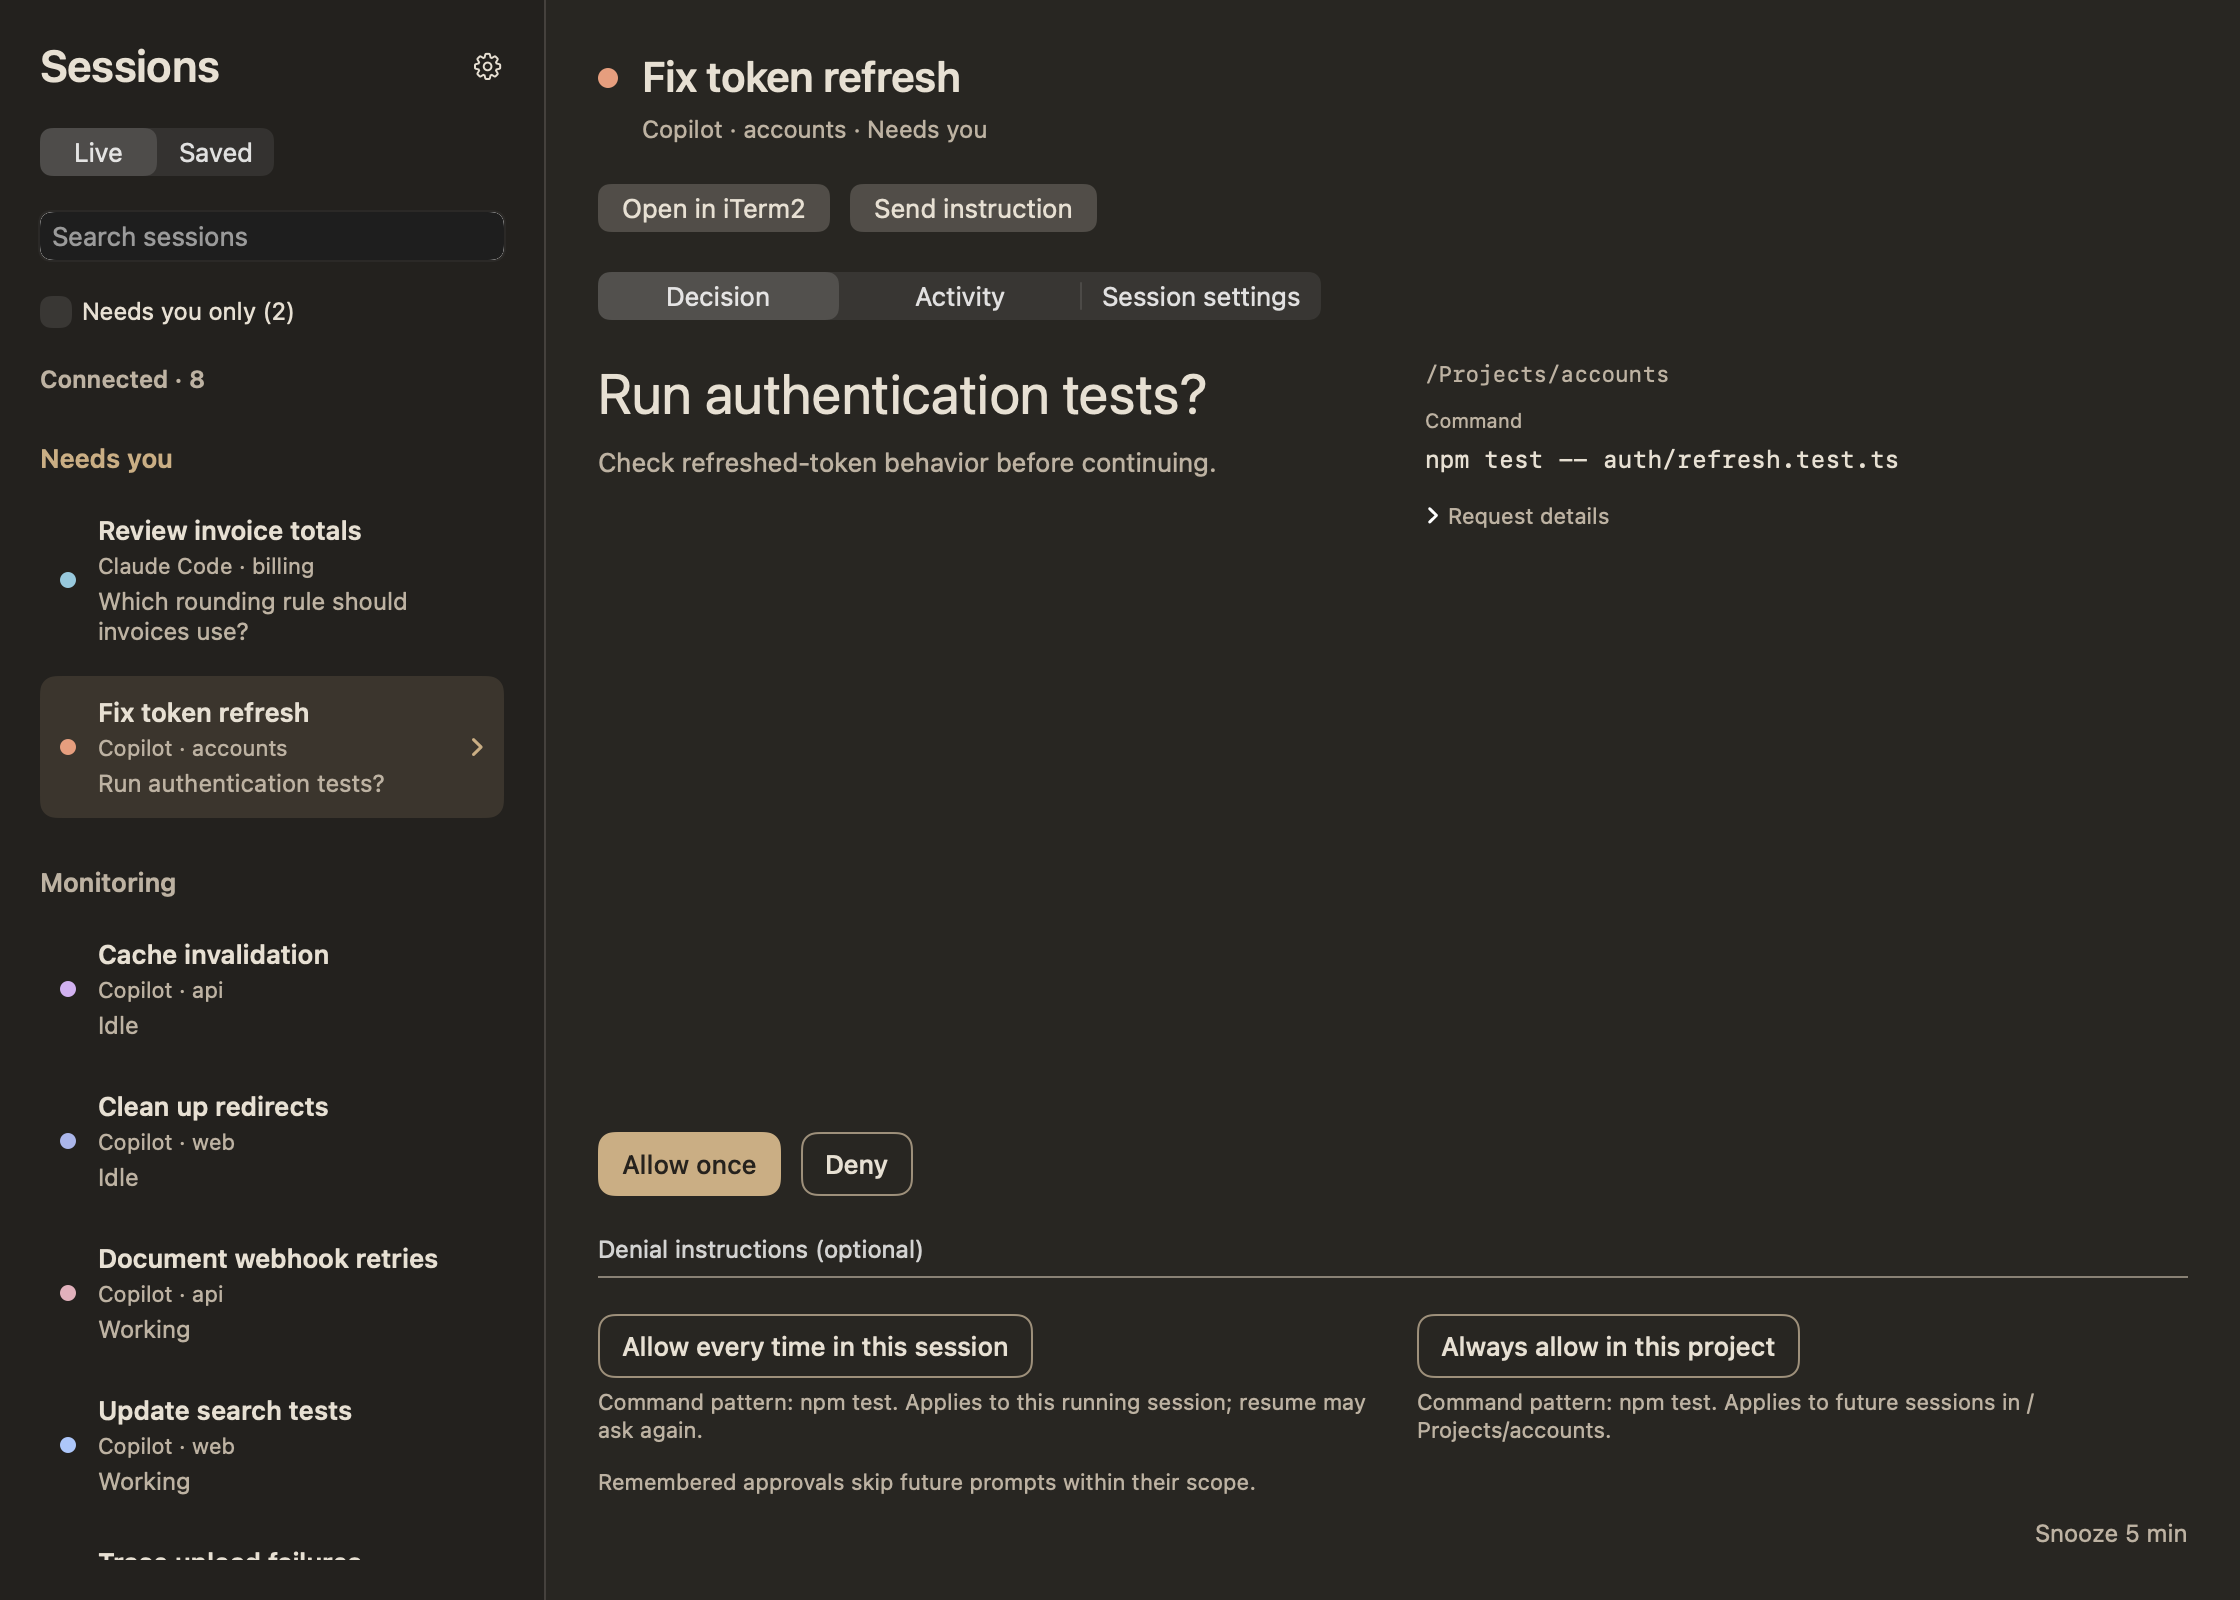 Sessions
Live
Saved
Search sessions
Needs you only (2)
Connected · 8
Needs you
Review invoice totals
Claude Code · billing
Which rounding rule should
invoices use?
Fix token refresh
Copilot · accounts
Run authentication tests?
Monitoring
Cache invalidation
Copilot · api
Idle
Clean up redirects
Copilot · web
Idle
Document webhook retries
Copilot · api
Working
Update search tests
Copilot · web
Working
Fix token refresh
Copilot · accounts · Needs you
Open in iTerm2
Send instruction
Decision
Activity
Session settings
Run authentication tests?
Check refreshed-token behavior before continuing.
/Projects/accounts
Command
npm test -- auth/refresh.test.ts
Request details
Allow once
Deny
Denial instructions (optional)
Allow every time in this session
Command pattern: npm test. Applies to this running session; resume may
ask again.
Always allow in this project
Command pattern: npm test. Applies to future sessions in /
Projects/accounts.
Remembered approvals skip future prompts within their scope.
Snooze 5 min